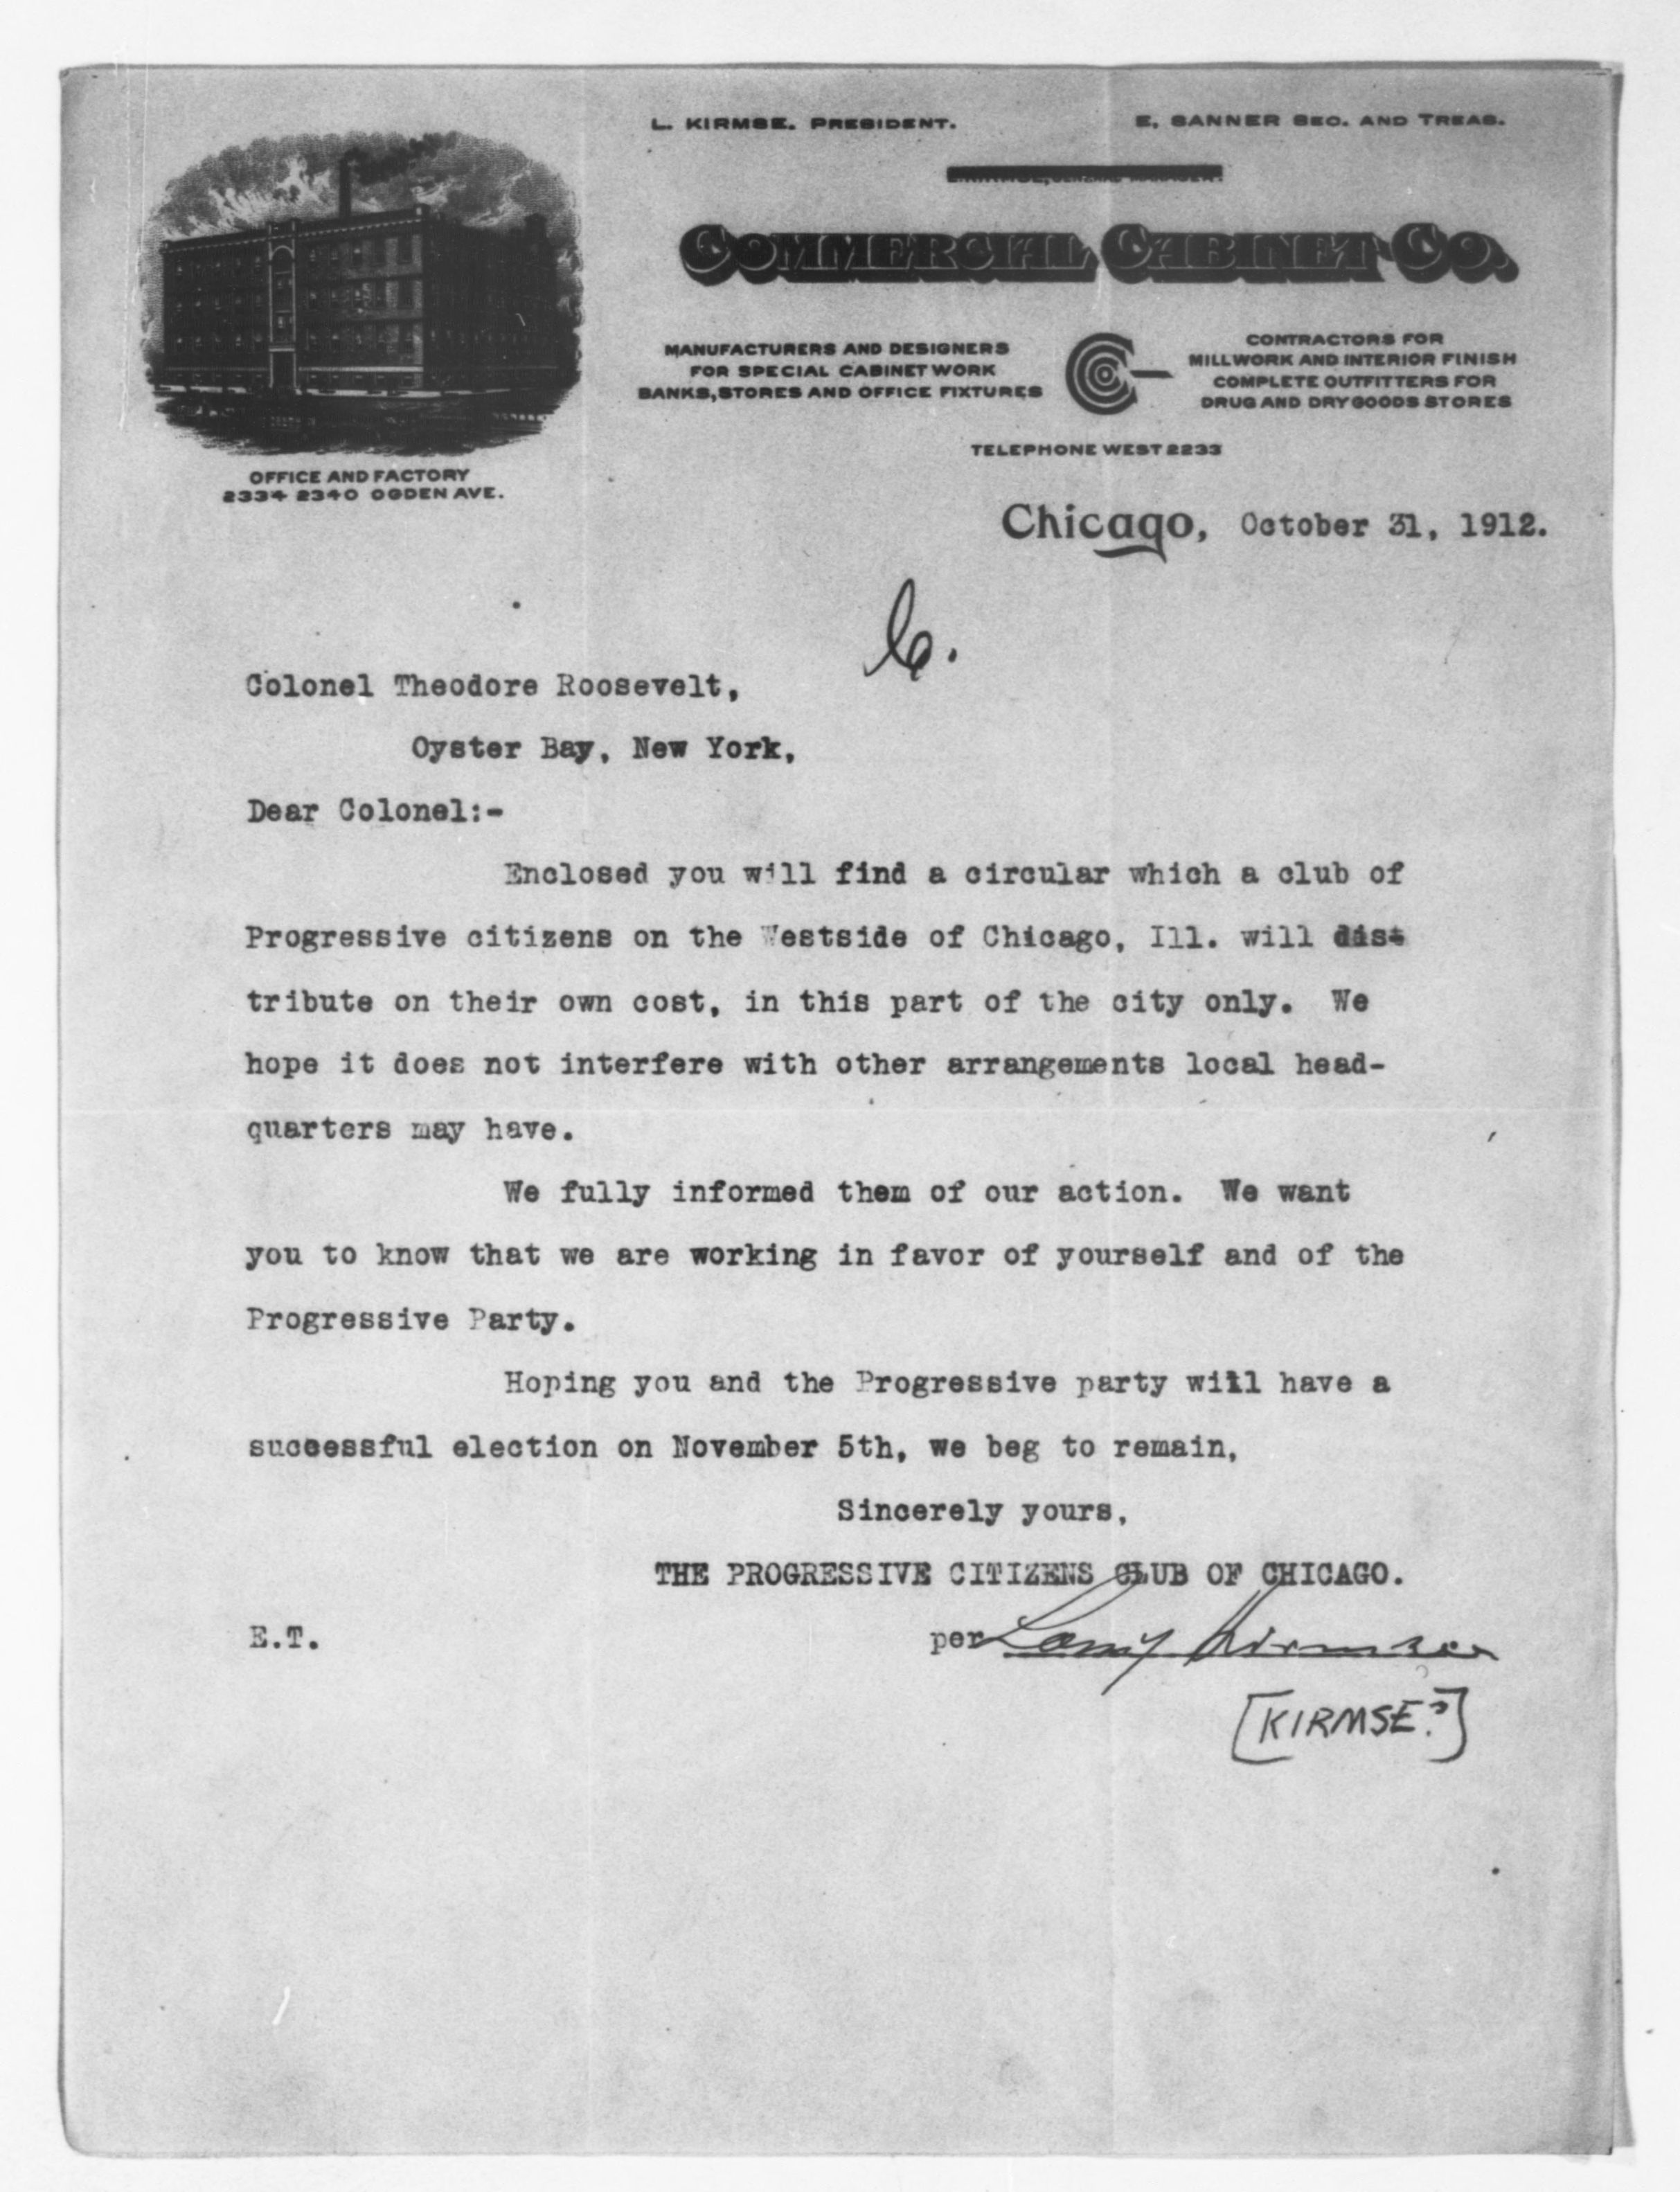 L. KIRMSE. PRESIDENT.
E. SANNER SEC. AND TREAS.
COMMERCIAL CABINET CO.
MANUFACTURERS AND DESIGNERS
FOR SPECIAL CABINET WORK
BANKS, STORES AND OFFICE FIXTURES
CCC
CONTRACTORS FOR
MILLWORK AND INTERIOR FINISH
COMPLETE OUTFITTERS FOR
DRUG AND DRYGOODS STORES
TELEPHONE WEST 2233
OFFICE AND FACTORY
2334 2340 OGDEN AVE.
Chicago, October 31, 1912.
Colonel Theodore Roosevelt,
Oyster Bay, New York,
Dear Colonel:-
Enclosed you will find a circular which a club of
Progressive citizens on the Westside of Chicago, Ill. will dis-
tribute on their own cost, in this part of the city only. We
hope it does not interfere with other arrangements local head-
quarters may have.
We fully informed them of our action. We want
you to know that we are working in favor of yourself and of the
Progressive Party.
Hoping you and the Progressive party will have a
successful election on November 5th, we beg to remain,
Sincerely yours,
THE PROGRESSIVE CITIZENS CLUB OF CHICAGO.
E.T.
per Kirmse
[KIRMSE?]